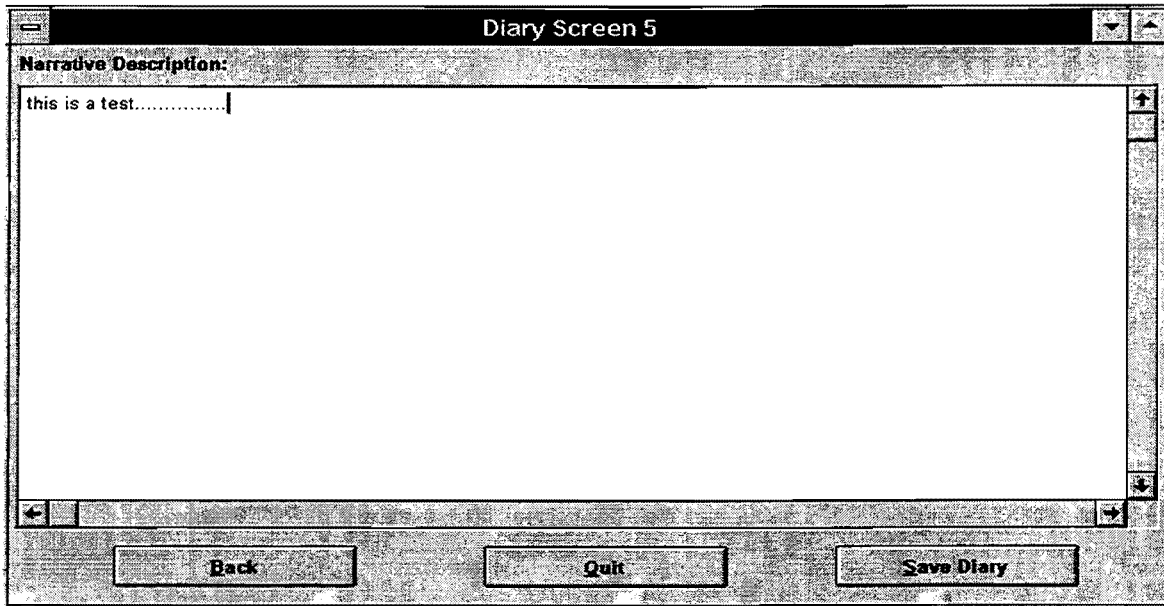 Diary Screen 5
Narrative Description:
this is a test...............
Back
Quit
Save Diary